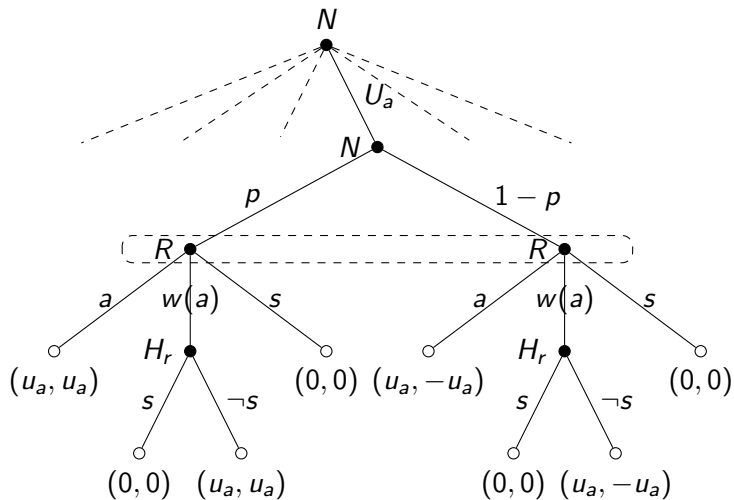 N
U_a
N
p 1 − p
R R
a w(a) s a w(a) s
(u_a, u_a) H_r (0, 0) (u_a, −u_a) H_r (0, 0)
s ¬s s ¬s
(0, 0) (u_a, u_a) (0, 0) (u_a, −u_a)